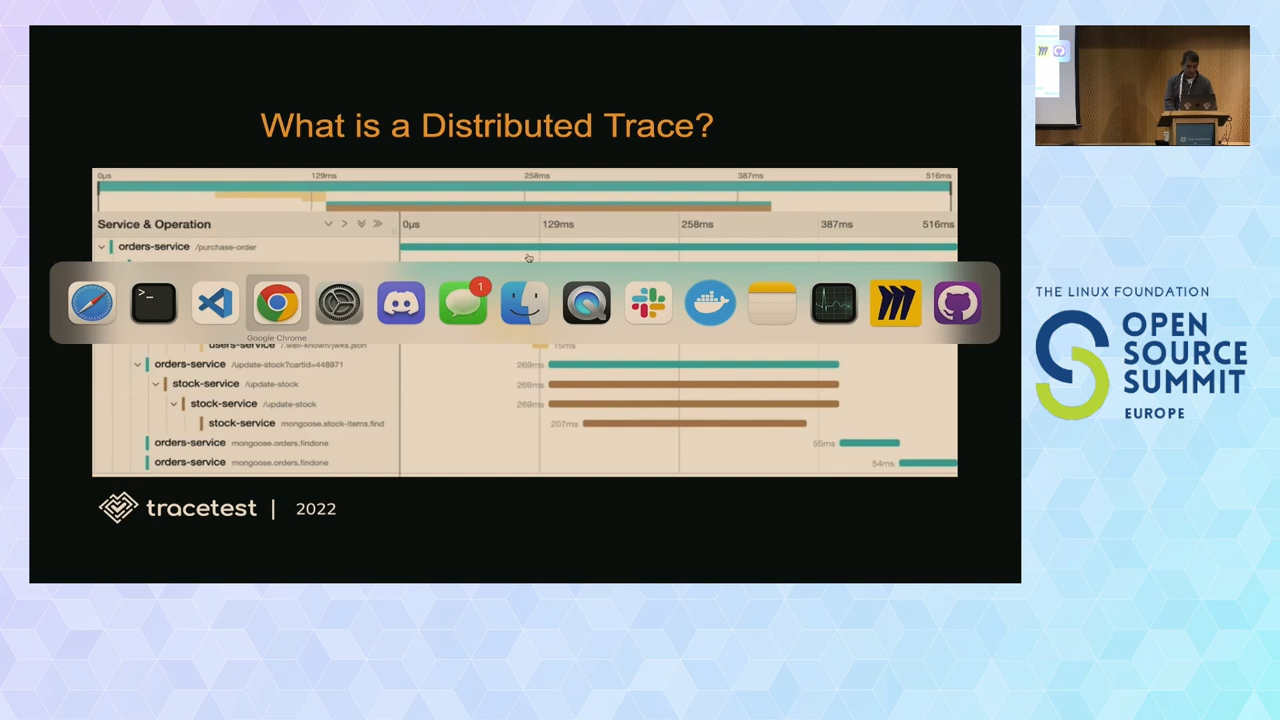 What is a Distributed Trace?
0µs 129ms 258ms 387ms 516ms
Service & Operation 0µs 129ms 258ms 387ms 516ms
orders-service /purchase-order
>_
1
Google Chrome
users-service /.well-known/jwks.json 15ms
orders-service /update-stock?cartid=448971 269ms
stock-service /update-stock 269ms
stock-service /update-stock 269ms
stock-service mongoose.stock-items.find 207ms
orders-service mongoose.orders.findone 55ms
orders-service mongoose.orders.findone 54ms
tracetest | 2022
THE LINUX FOUNDATION
OPEN
SOURCE
SUMMIT
EUROPE